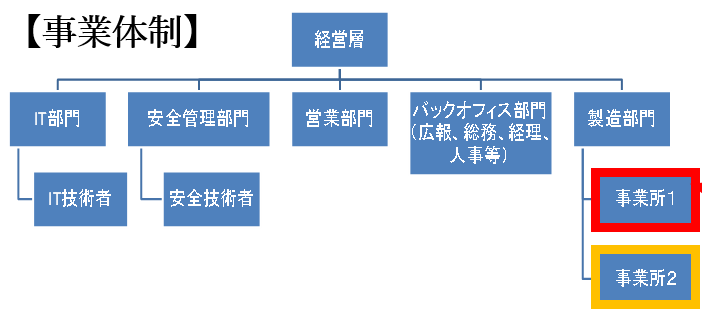 【事業体制】
経営層
IT部門
安全管理部門
営業部門
バックオフィス部門
（広報、総務、経理、
人事等）
製造部門
IT技術者
安全技術者
事業所１
事業所２